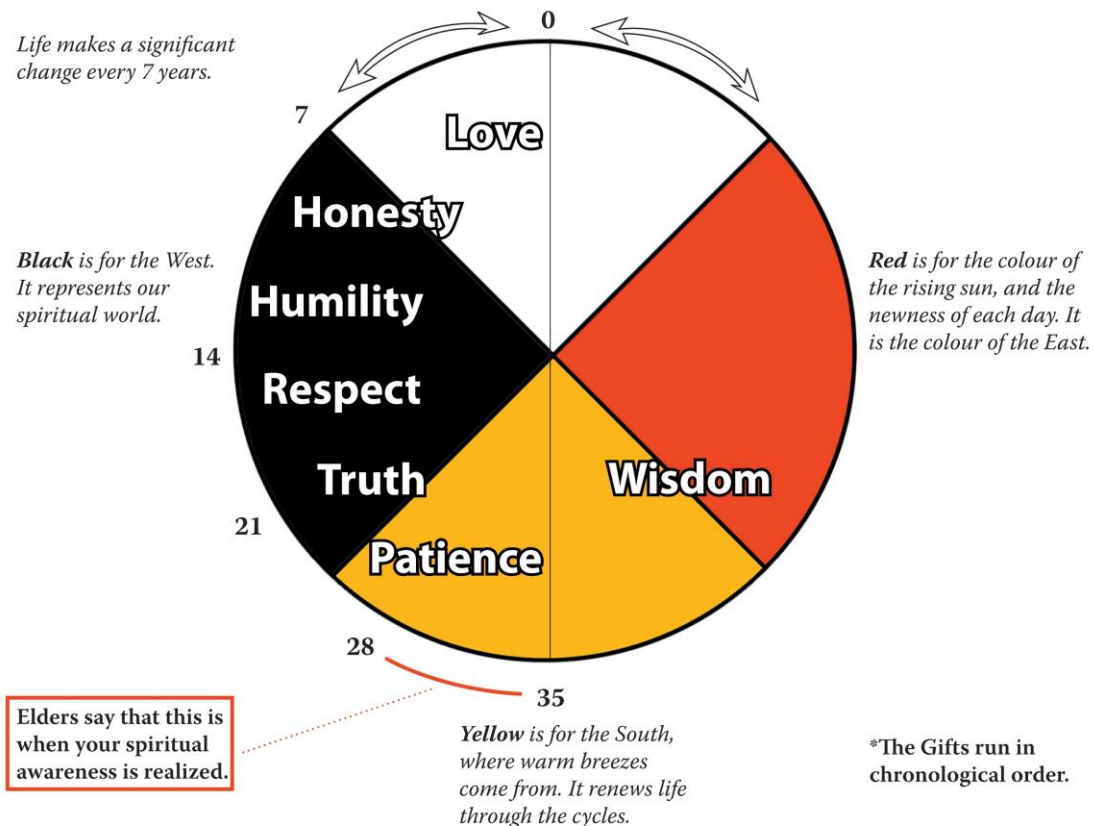 0
Life makes a significant
change every 7 years.
7
Love
Honesty
Black is for the West.
It represents our
spiritual world.
Humility
Red is for the colour of
the rising sun, and the
newness of each day. It
is the colour of the East.
14
Respect
Truth
Wisdom
21
Patience
28
35
Elders say that this is
when your spiritual
awareness is realized.
Yellow is for the South,
where warm breezes
come from. It renews life
through the cycles.
*The Gifts run in
chronological order.